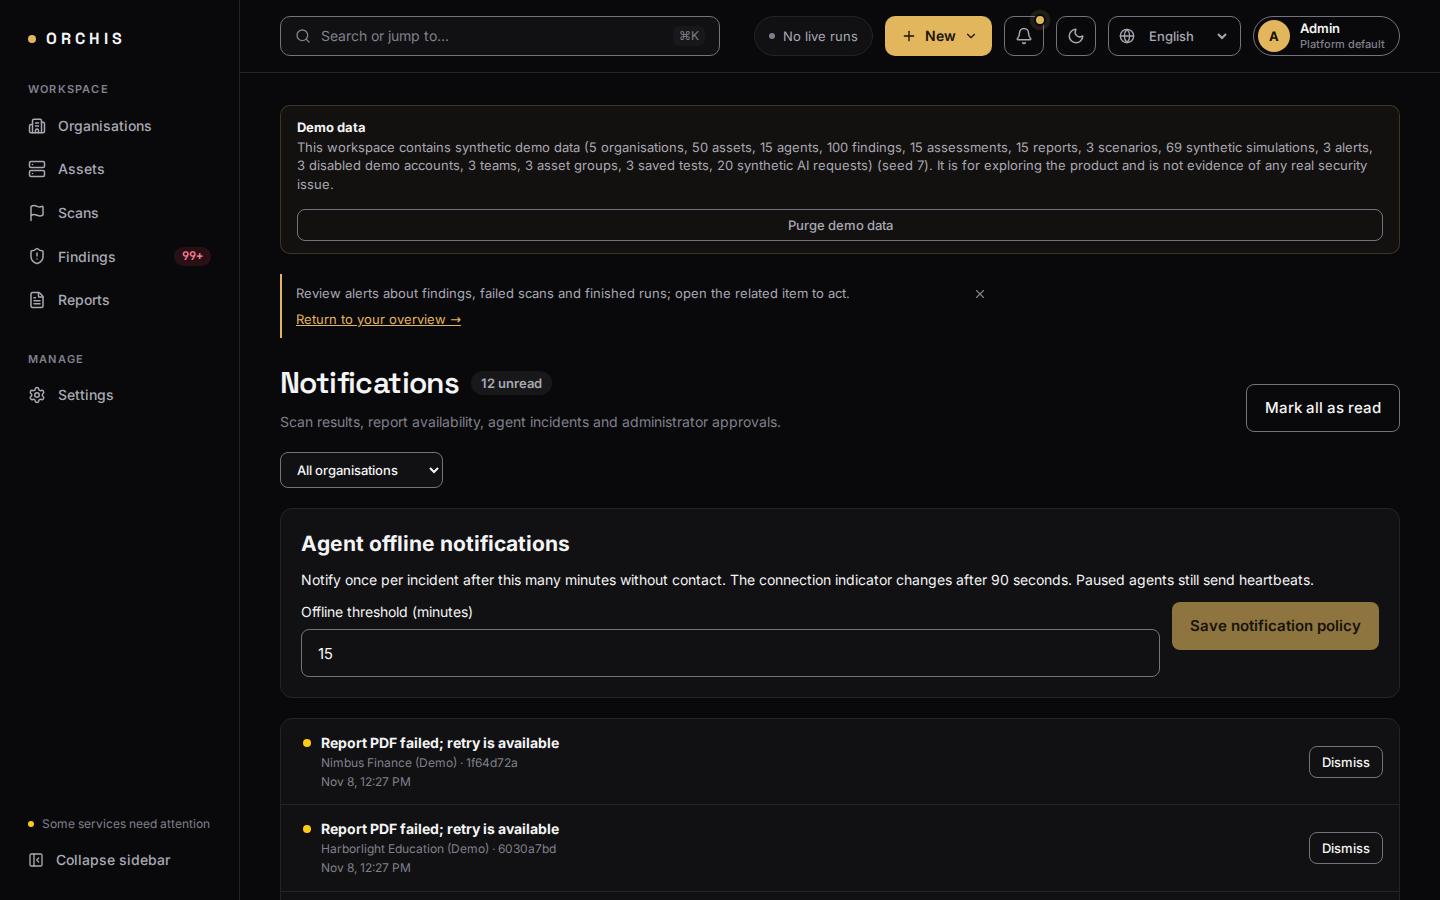 ORCHIS
Search or jump to...
⌘K
No live runs
New
English
A
Admin
Platform default
WORKSPACE
Organisations
Assets
Scans
Findings
99+
Reports
MANAGE
Settings
Some services need attention
Collapse sidebar
Demo data
This workspace contains synthetic demo data (5 organisations, 50 assets, 15 agents, 100 findings, 15 assessments, 15 reports, 3 scenarios, 69 synthetic simulations, 3 alerts,
3 disabled demo accounts, 3 teams, 3 asset groups, 3 saved tests, 20 synthetic AI requests) (seed 7). It is for exploring the product and is not evidence of any real security
issue.
Purge demo data
Review alerts about findings, failed scans and finished runs; open the related item to act.
Return to your overview →
Notifications
12 unread
Scan results, report availability, agent incidents and administrator approvals.
Mark all as read
All organisations
Agent offline notifications
Notify once per incident after this many minutes without contact. The connection indicator changes after 90 seconds. Paused agents still send heartbeats.
Offline threshold (minutes)
15
Save notification policy
Report PDF failed; retry is available
Nimbus Finance (Demo) · 1f64d72a
Nov 8, 12:27 PM
Dismiss
Report PDF failed; retry is available
Harborlight Education (Demo) · 6030a7bd
Nov 8, 12:27 PM
Dismiss